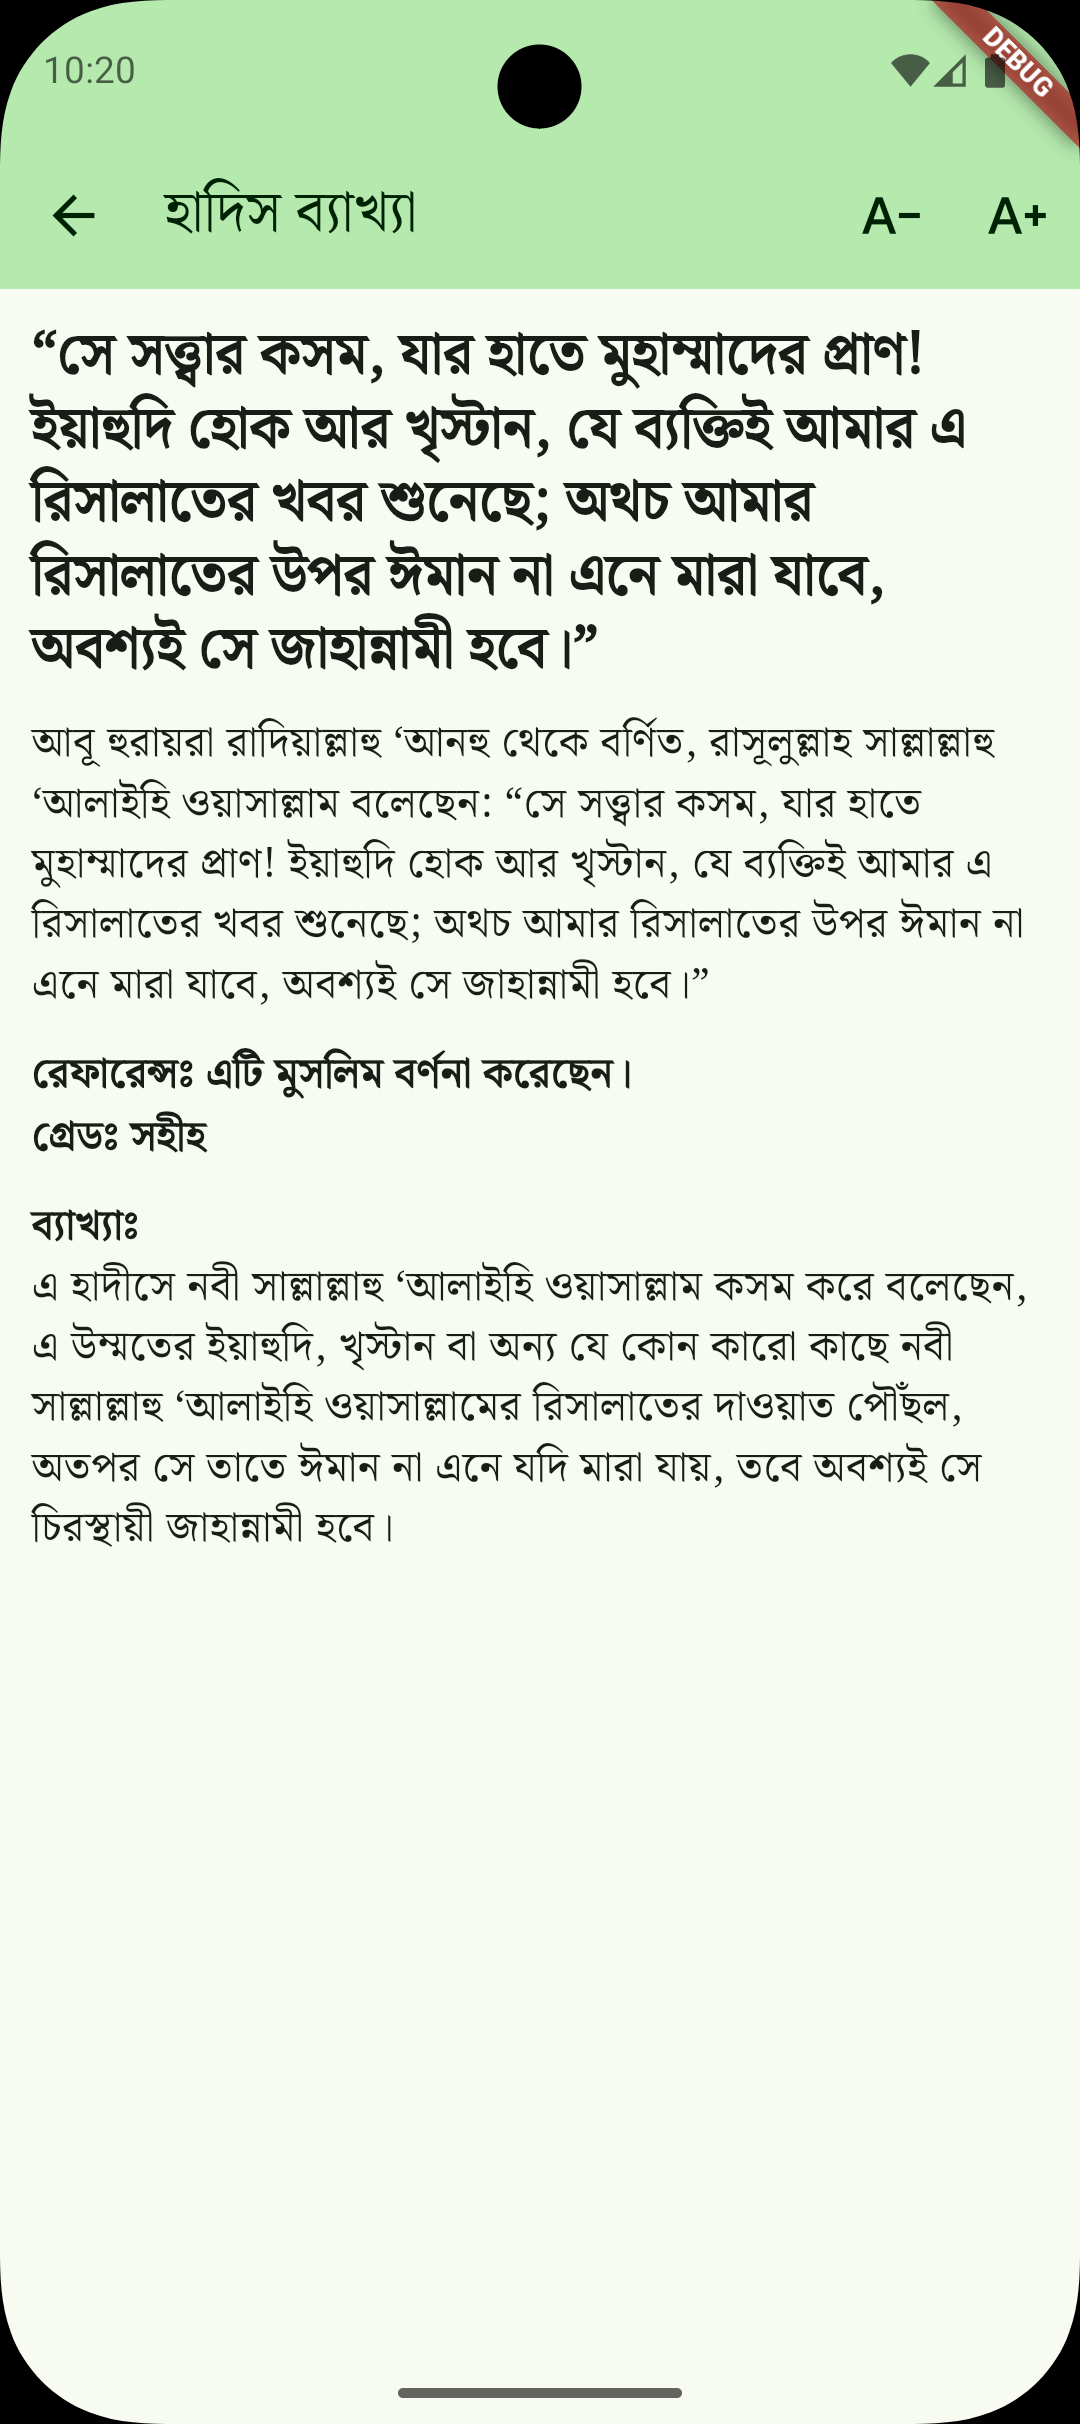 10:20
DEBUG
হাদিস ব্যাখ্যা
A-
A+
“সে সত্ত্বার কসম, যার হাতে মুহাম্মাদের প্রাণ!
ইয়াহুদি হোক আর খৃস্টান, যে ব্যক্তিই আমার এ
রিসালাতের খবর শুনেছে; অথচ আমার
রিসালাতের উপর ঈমান না এনে মারা যাবে,
অবশ্যই সে জাহান্নামী হবে।”
আবূ হুরায়রা রাদিয়াল্লাহু ‘আনহু থেকে বর্ণিত, রাসূলুল্লাহ সাল্লাল্লাহু
‘আলাইহি ওয়াসাল্লাম বলেছেন: “সে সত্ত্বার কসম, যার হাতে
মুহাম্মাদের প্রাণ! ইয়াহুদি হোক আর খৃস্টান, যে ব্যক্তিই আমার এ
রিসালাতের খবর শুনেছে; অথচ আমার রিসালাতের উপর ঈমান না
এনে মারা যাবে, অবশ্যই সে জাহান্নামী হবে।”
রেফারেন্সঃ এটি মুসলিম বর্ণনা করেছেন।
গ্রেডঃ সহীহ
ব্যাখ্যাঃ
এ হাদীসে নবী সাল্লাল্লাহু ‘আলাইহি ওয়াসাল্লাম কসম করে বলেছেন,
এ উম্মতের ইয়াহুদি, খৃস্টান বা অন্য যে কোন কারো কাছে নবী
সাল্লাল্লাহু ‘আলাইহি ওয়াসাল্লামের রিসালাতের দাওয়াত পৌঁছল,
অতপর সে তাতে ঈমান না এনে যদি মারা যায়, তবে অবশ্যই সে
চিরস্থায়ী জাহান্নামী হবে।